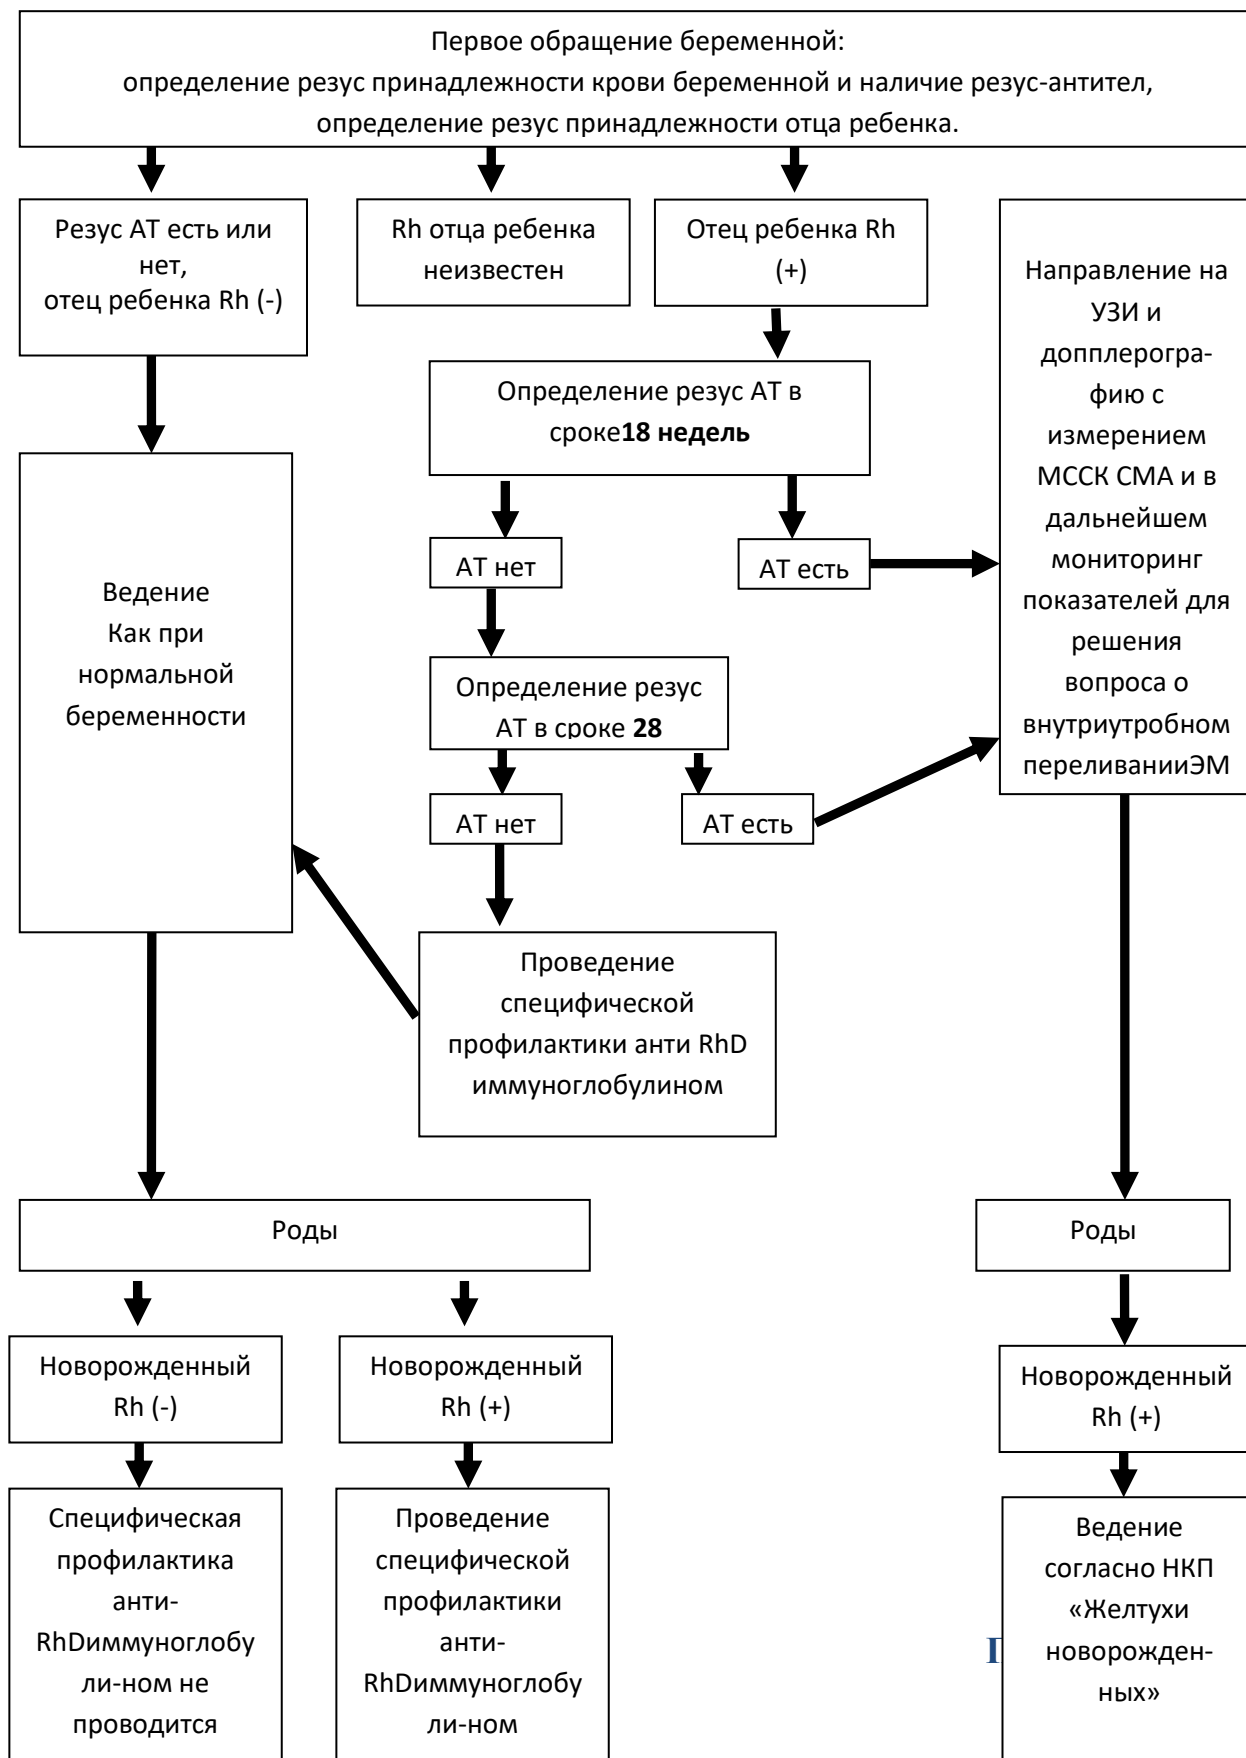 Первое обращение беременной:
определение резус принадлежности крови беременной и наличие резус-антител,
определение резус принадлежности отца ребенка.
Резус АТ есть или
нет,
отец ребенка Rh (-)
Rh отца ребенка
неизвестен
Отец ребенка Rh
(+)
Направление на
УЗИ и
допплерогра-
фию с
измерением
МССК СМА и в
дальнейшем
мониторинг
показателей для
решения
вопроса о
внутриутробном
переливанииЭМ
Определение резус АТ в
сроке18 недель
АТ нет
АТ есть
Ведение
Как при
нормальной
беременности
Определение резус
АТ в сроке 28
АТ нет
АТ есть
Проведение
специфической
профилактики анти RhD
иммуноглобулином
Роды
Роды
Новорожденный
Rh (-)
Новорожденный
Rh (+)
Новорожденный
Rh (+)
Специфическая
профилактика
анти-
RhDиммуноглобу
ли-ном не
проводится
Проведение
специфической
профилактики
анти-
RhDиммуноглобу
ли-ном
Ведение
согласно НКП
«Желтухи
новорожден-
ных»